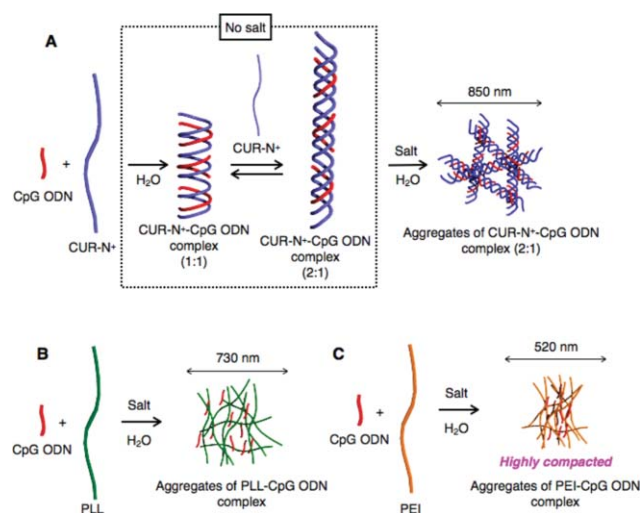 No salt
A
850 nm
CUR-N⁺
Salt
+
H₂O
H₂O
CpG ODN
CUR-N⁺
CUR-N⁺-CpG ODN
complex
(1:1)
CUR-N⁺-CpG ODN
complex
(2:1)
Aggregates of CUR-N⁺-CpG ODN
complex (2:1)
B
730 nm
+
Salt
H₂O
CpG ODN
PLL
Aggregates of PLL-CpG ODN
complex
C
520 nm
+
Salt
H₂O
CpG ODN
PEI
Highly compacted
Aggregates of PEI-CpG ODN
complex